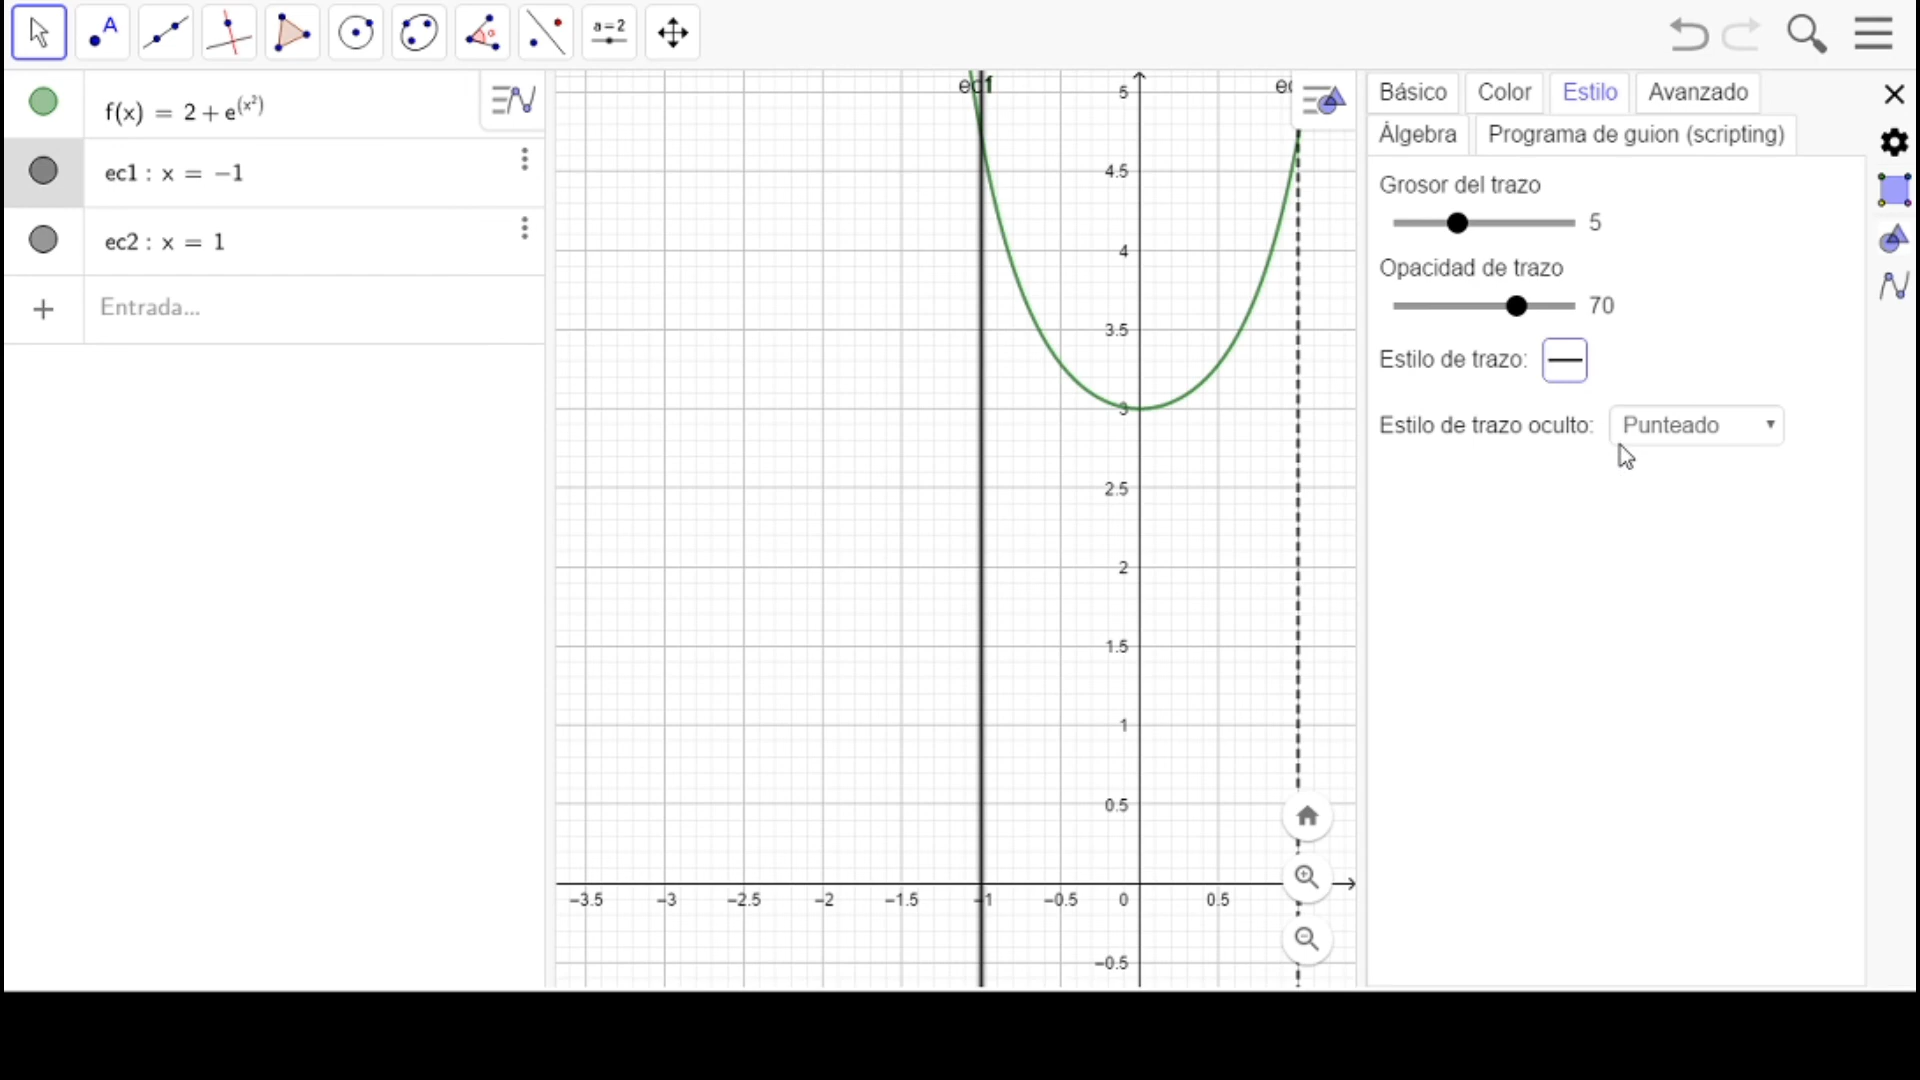 A
α
a=2
f(x) = 2 + e^(x²)
ec1 : x = −1
ec2 : x = 1
+ Entrada...
ec1
5
4.5
4
3.5
3
2.5
2
1.5
1
0.5
−3.5 −3 −2.5 −2 −1.5 −1 −0.5 0 0.5
−0.5
Básico Color Estilo Avanzado
Álgebra Programa de guion (scripting)
Grosor del trazo
5
Opacidad de trazo
70
Estilo de trazo:
Estilo de trazo oculto: Punteado